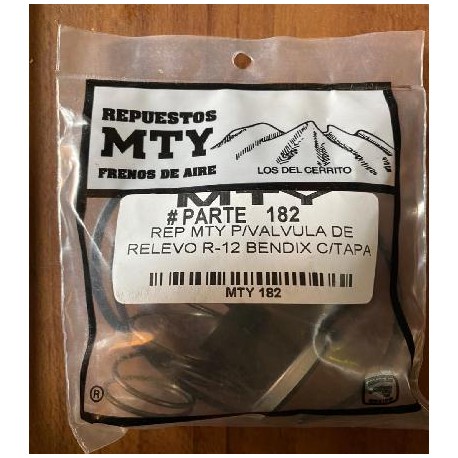 REPUESTOS
MTY
FRENOS DE AIRE
LOS DEL CERRITO
MTY
#PARTE 182
REP MTY P/VALVULA DE
RELEVO R-12 BENDIX C/TAPA
MTY 182
®